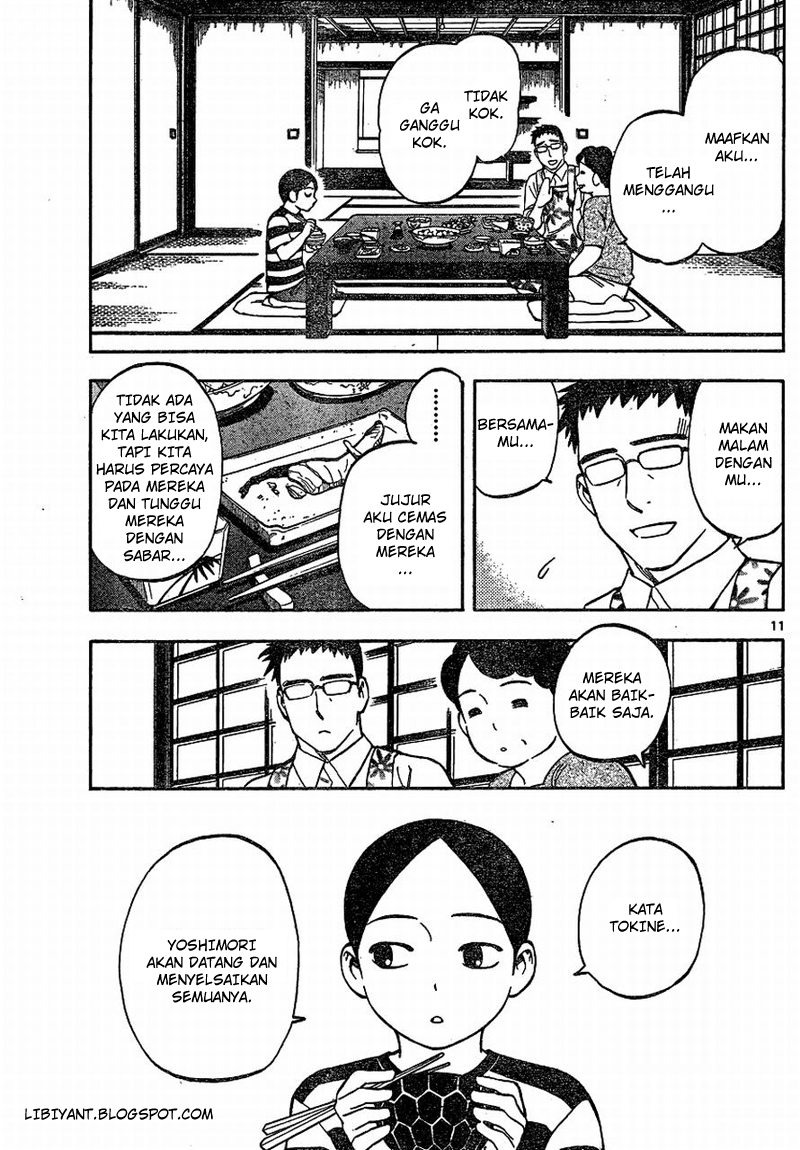 MAAFKAN
AKU...
TELAH
MENGGANGU
...
TIDAK
KOK.
GA
GANGGU
KOK.
MAKAN
MALAM
DENGAN
MU...
BERSAMA-
MU...
.........
JUJUR
AKU CEMAS
DENGAN
MEREKA
...
TIDAK ADA
YANG BISA
KITA LAKUKAN,
TAPI KITA
HARUS PERCAYA
PADA MEREKA
DAN TUNGGU
MEREKA
DENGAN
SABAR...
11
MEREKA
AKAN BAIK-
BAIK SAJA.
KATA
TOKINE...
YOSHIMORI
AKAN DATANG DAN
MENYELSAIKAN
SEMUANYA.
LIBIYANT.BLOGSPOT.COM